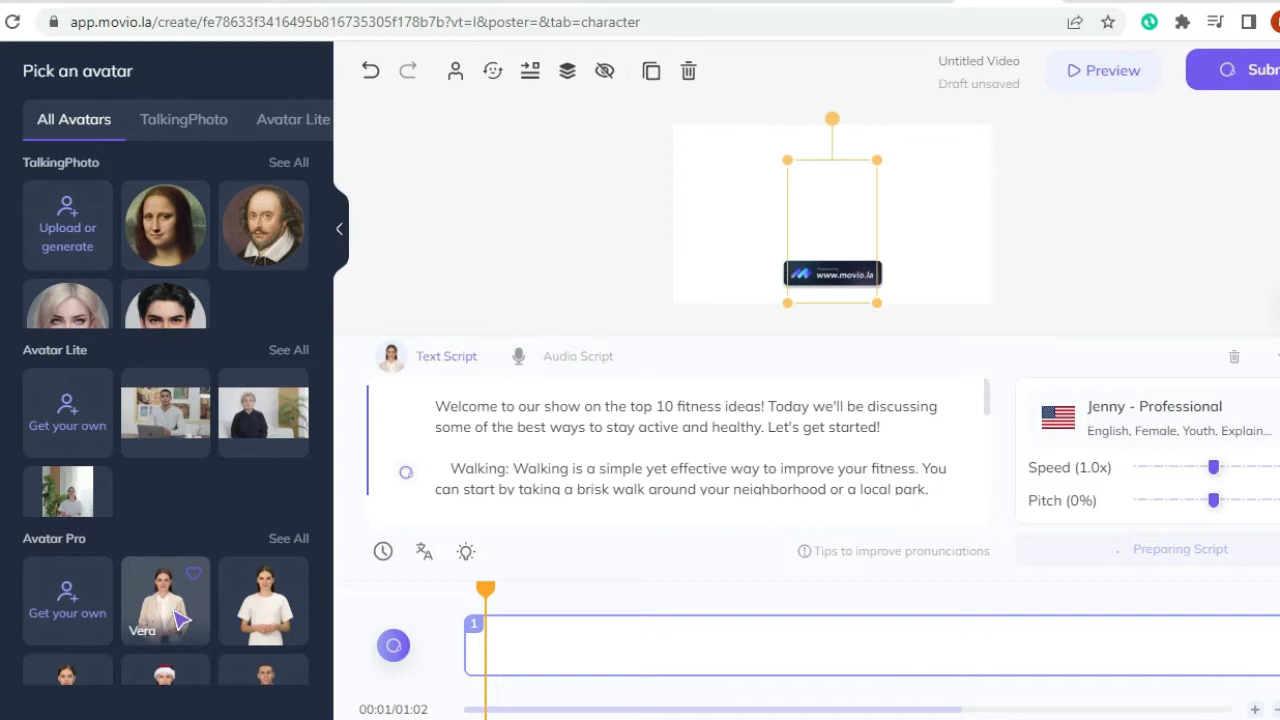 app.movio.la/create/fe78633f3416495b816735305f178b7b?vt=l&poster=&tab=character
Pick an avatar
All Avatars
TalkingPhoto
Avatar Lite
TalkingPhoto
See All
Upload or
generate
Avatar Lite
See All
Get your own
Avatar Pro
See All
Get your own
Vera
Untitled Video
Draft unsaved
Preview
Subm
www.movio.la
Text Script
Audio Script
Welcome to our show on the top 10 fitness ideas! Today we'll be discussing
some of the best ways to stay active and healthy. Let's get started!
Walking: Walking is a simple yet effective way to improve your fitness. You
can start by taking a brisk walk around your neighborhood or a local park.
Tips to improve pronunciations
Jenny - Professional
English, Female, Youth, Explain...
Speed (1.0x)
Pitch (0%)
Preparing Script
1
00:01/01:02